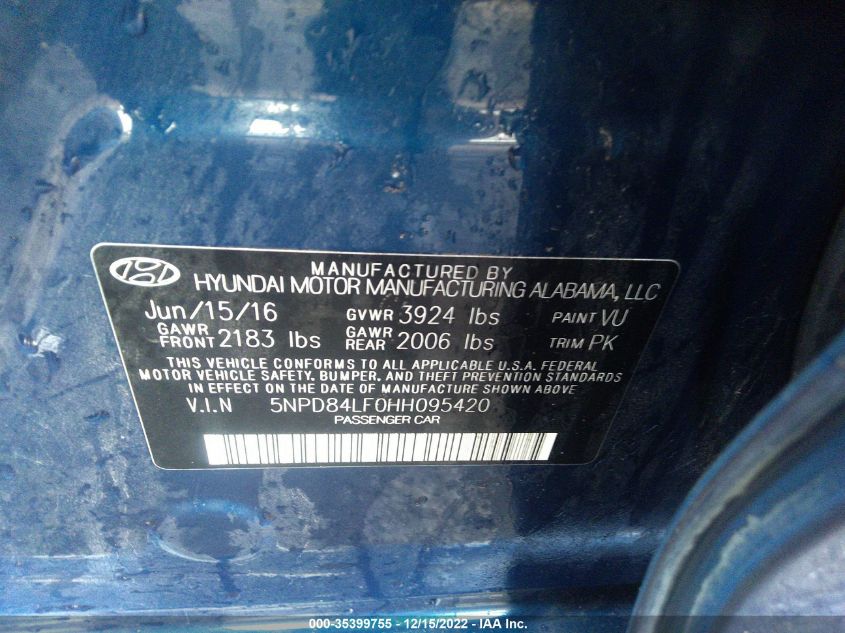 MANUFACTURED BY
HYUNDAI MOTOR MANUFACTURING ALABAMA, LLC
Jun/15/16 GVWR 3924 lbs PAINT VU
GAWR FRONT 2183 lbs GAWR REAR 2006 lbs TRIM PK
THIS VEHICLE CONFORMS TO ALL APPLICABLE U.S.A. FEDERAL
MOTOR VEHICLE SAFETY, BUMPER, AND THEFT PREVENTION STANDARDS
IN EFFECT ON THE DATE OF MANUFACTURE SHOWN ABOVE
V.I.N 5NPD84LF0HH095420
PASSENGER CAR
000-35399755 - 12/15/2022 - IAA Inc.